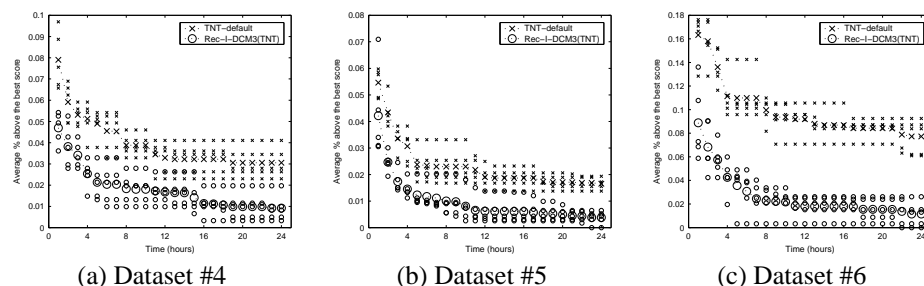 0.1
0.09
0.08
0.07
0.06
0.05
0.04
0.03
0.02
0.01
0
0 4 8 12 16 20 24
Average % above the best score
Time (hours)
TNT−default
Rec−I−DCM3(TNT)
(a) Dataset #4
0.08
0.07
0.06
0.05
0.04
0.03
0.02
0.01
0
0 4 8 12 16 20 24
Average % above the best score
Time (hours)
TNT−default
Rec−I−DCM3(TNT)
(b) Dataset #5
0.18
0.16
0.14
0.12
0.1
0.08
0.06
0.04
0.02
0
0 4 8 12 16 20 24
Average % above the best score
Time (hours)
TNT−default
Rec−I−DCM3(TNT)
(c) Dataset #6